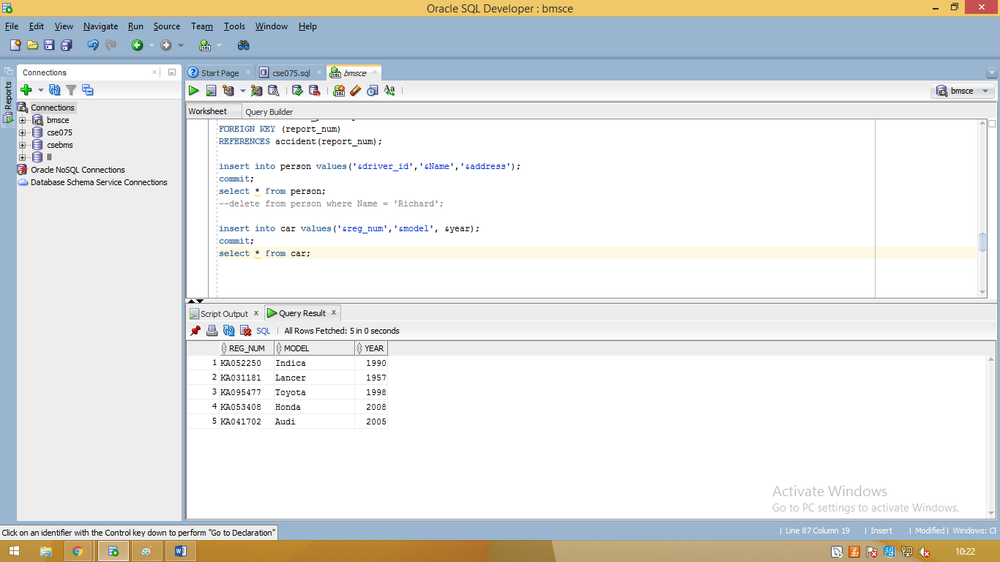 Oracle SQL Developer : bmsce
File Edit View Navigate Run Source Team Tools Window Help
Reports
Connections
Connections
bmsce
cse075
csebms
lll
Oracle NoSQL Connections
Database Schema Service Connections
Start Page cse075.sql bmsce
bmsce
Worksheet Query Builder
FOREIGN KEY (report_num)
REFERENCES accident(report_num);
insert into person values('&driver_id','&Name','&address');
commit;
select * from person;
--delete from person where Name = 'Richard';
insert into car values('&reg_num','&model', &year);
commit;
select * from car;
Script Output x Query Result x
SQL | All Rows Fetched: 5 in 0 seconds
REG_NUM MODEL YEAR
1 KA052250 Indica 1990
2 KA031181 Lancer 1957
3 KA095477 Toyota 1998
4 KA053408 Honda 2008
5 KA041702 Audi 2005
Activate Windows
Go to PC settings to activate Windows.
Click on an identifier with the Control key down to perform "Go to Declaration"
| Line 87 Column 19 | Insert | Modified | Windows: CF
10:22